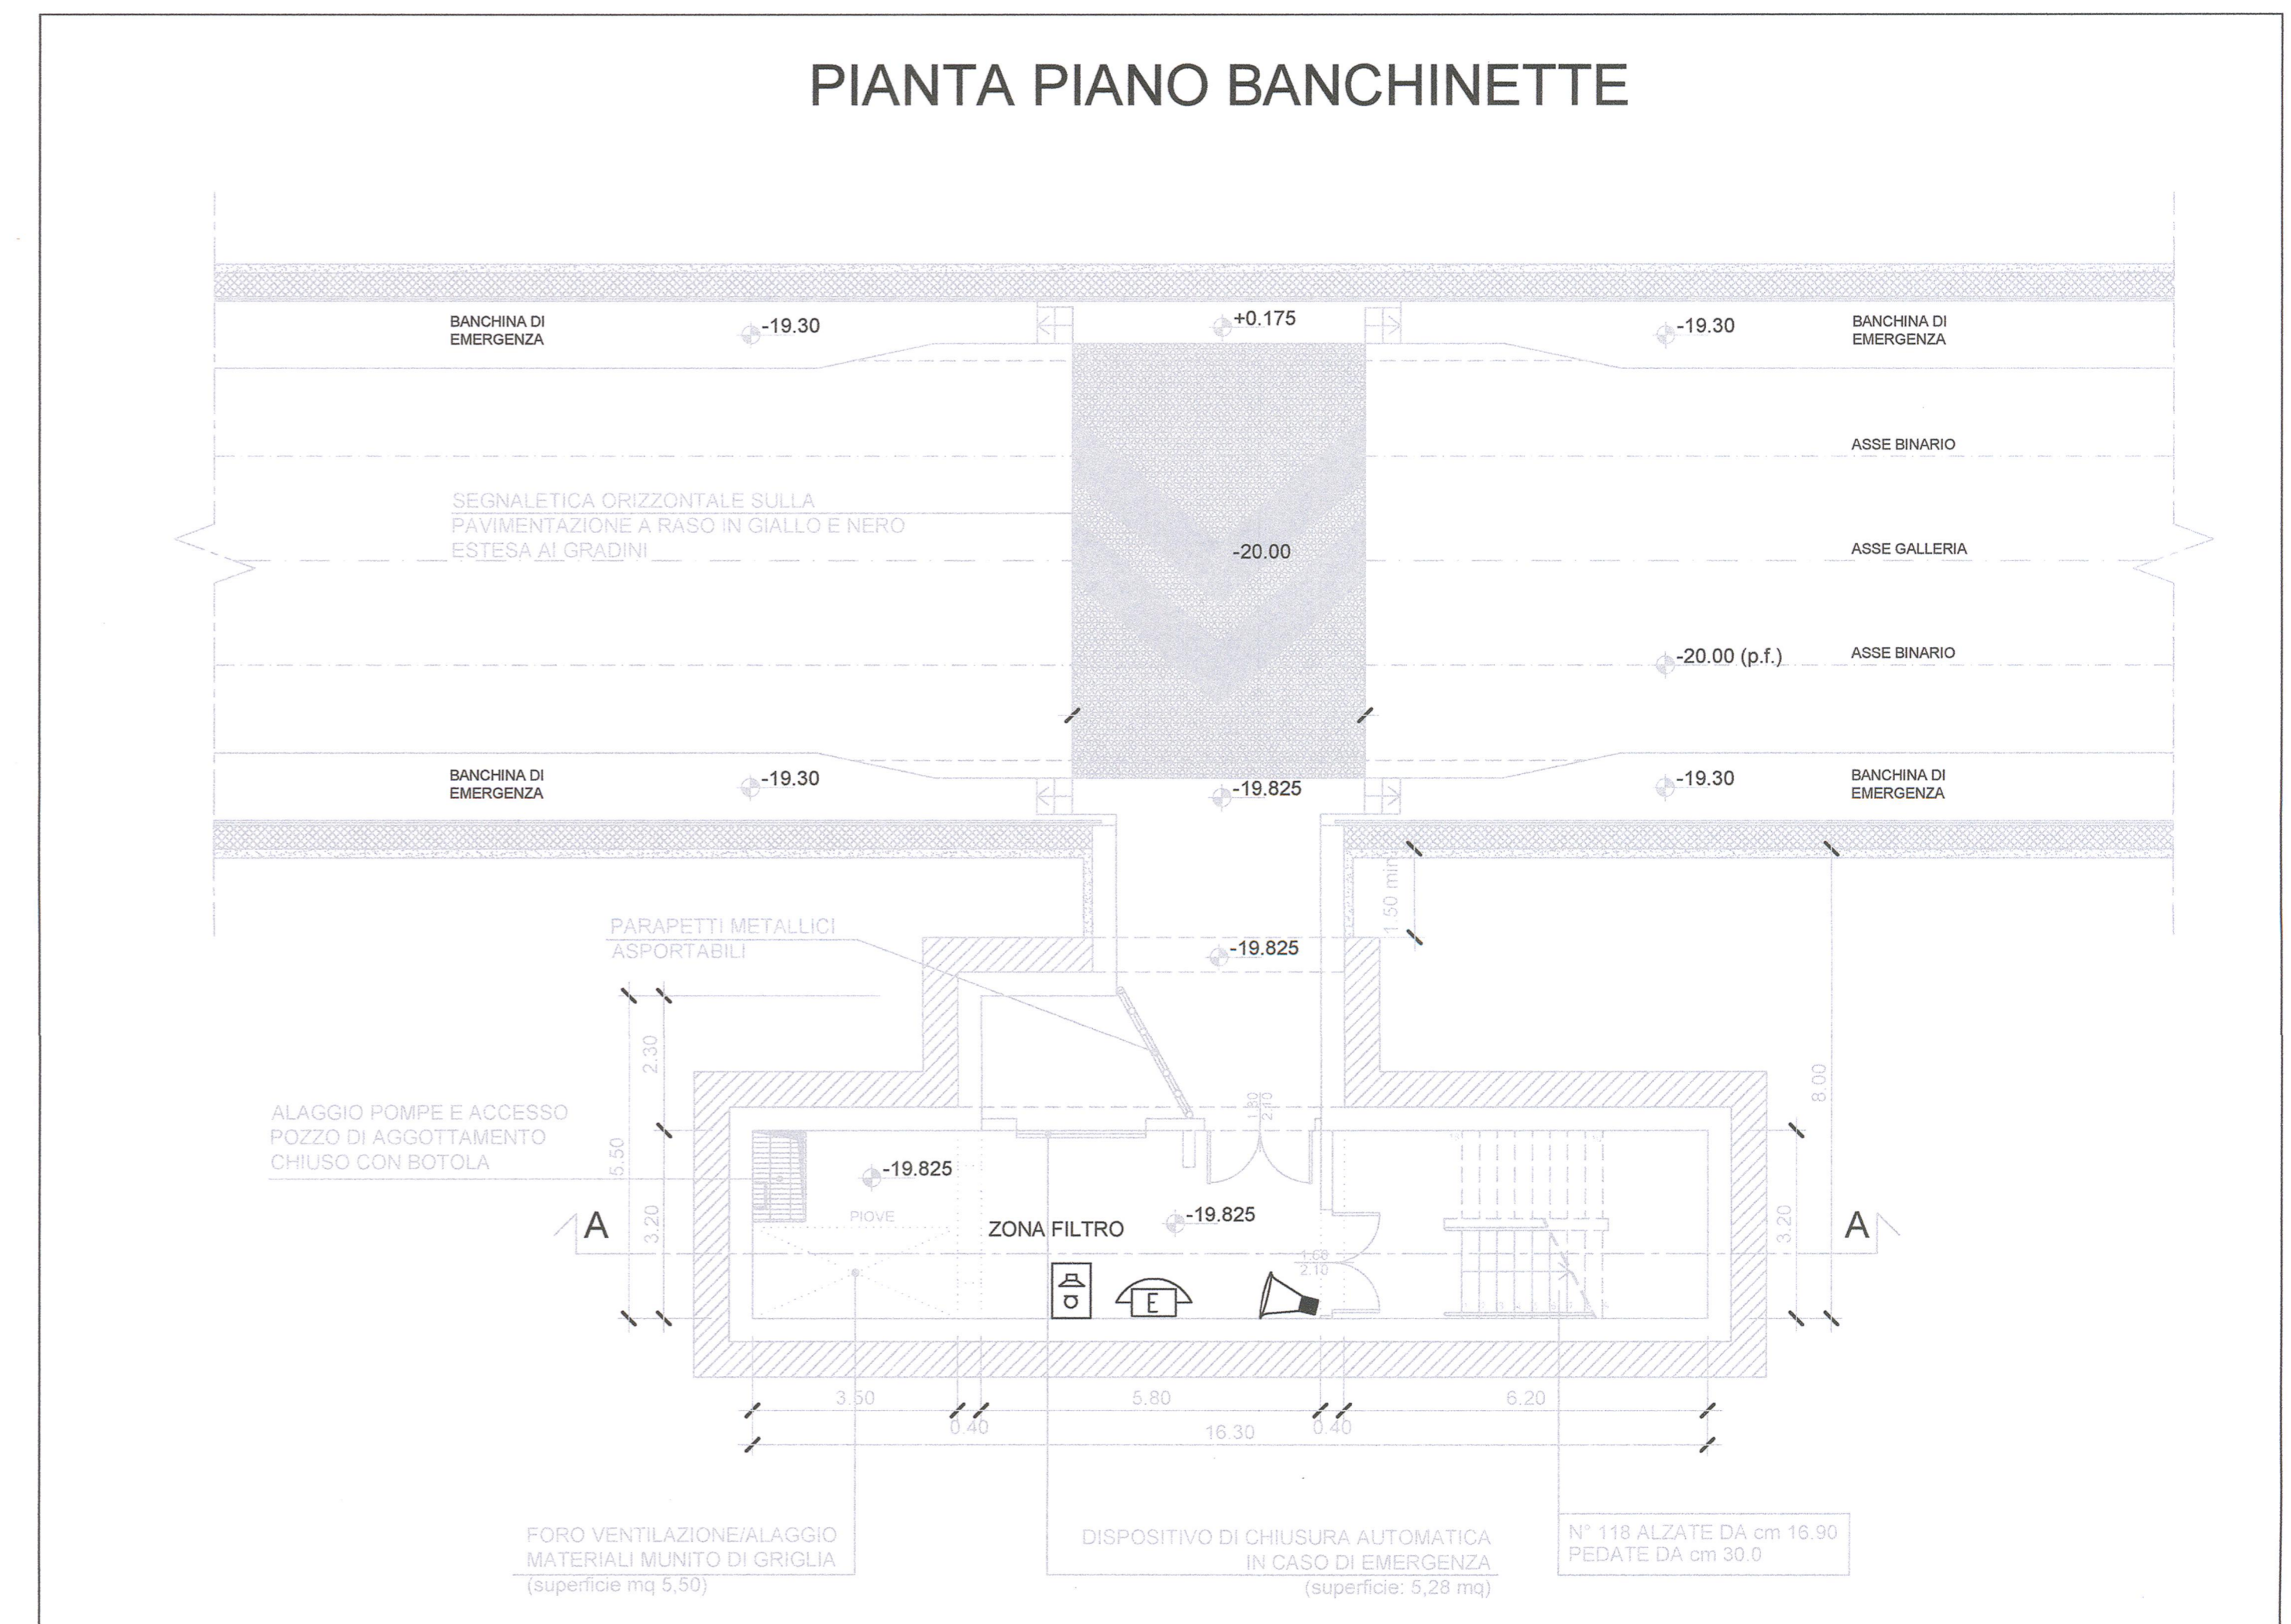 PIANTA PIANO BANCHINETTE
BANCHINA DI
EMERGENZA
-19.30
+0.175
-19.30
BANCHINA DI
EMERGENZA
ASSE BINARIO
SEGNALETICA ORIZZONTALE SULLA
PAVIMENTAZIONE A RASO IN GIALLO E NERO
ESTESA AI GRADINI
-20.00
ASSE GALLERIA
-20.00 (p.f.)
ASSE BINARIO
BANCHINA DI
EMERGENZA
-19.30
-19.825
-19.30
BANCHINA DI
EMERGENZA
1.50 min
PARAPETTI METALLICI
ASPORTABILI
-19.825
2.30
8.00
ALAGGIO POMPE E ACCESSO
POZZO DI AGGOTTAMENTO
CHIUSO CON BOTOLA
5.50
1.80
2.10
-19.825
PIOVE
3.20
A
ZONA FILTRO
-19.825
A
3.20
1.60
2.10
E
3.50
5.80
6.20
0.40
16.30
0.40
FORO VENTILAZIONE/ALAGGIO
MATERIALI MUNITO DI GRIGLIA
(superficie mq 5,50)
DISPOSITIVO DI CHIUSURA AUTOMATICA
IN CASO DI EMERGENZA
(superficie: 5,28 mq)
N° 118 ALZATE DA cm 16.90
PEDATE DA cm 30.0